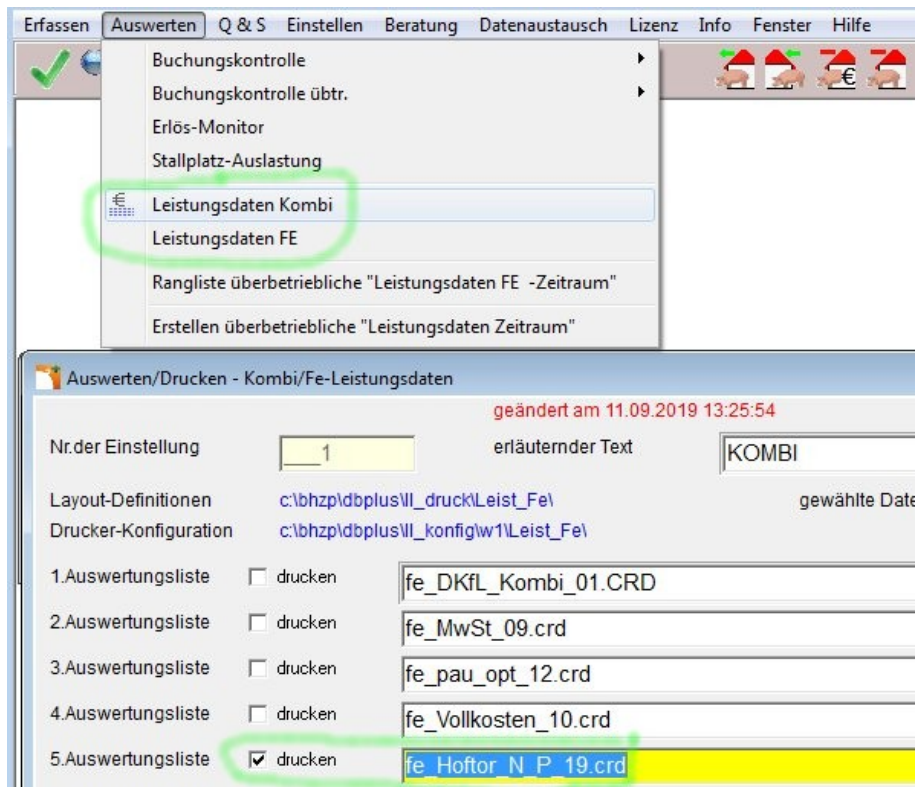 Erfassen Auswerten Q & S Einstellen Beratung Datenaustausch Lizenz Info Fenster Hilfe
Buchungskontrolle
Buchungskontrolle übtr.
Erlös-Monitor
Stallplatz-Auslastung
€ Leistungsdaten Kombi
Leistungsdaten FE
Rangliste überbetriebliche "Leistungsdaten FE -Zeitraum"
Erstellen überbetriebliche "Leistungsdaten Zeitraum"
€
Auswerten/Drucken - Kombi/Fe-Leistungsdaten
geändert am 11.09.2019 13:25:54
Nr.der Einstellung ___1 erläuternder Text KOMBI
Layout-Definitionen c:\bhzp\dbplus\ll_druck\Leist_Fe\ gewählte Date
Drucker-Konfiguration c:\bhzp\dbplus\ll_konfig\w1\Leist_Fe\
1.Auswertungsliste drucken fe_DKfL_Kombi_01.CRD
2.Auswertungsliste drucken fe_MwSt_09.crd
3.Auswertungsliste drucken fe_pau_opt_12.crd
4.Auswertungsliste drucken fe_Vollkosten_10.crd
5.Auswertungsliste drucken fe_Hoftor_N_P_19.crd